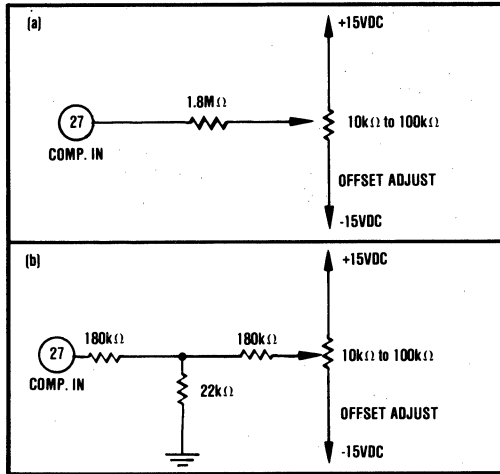 (a)
+15VDC
1.8MΩ
27
10kΩ to 100kΩ
COMP. IN
OFFSET ADJUST
-15VDC
(b)
+15VDC
180kΩ
180kΩ
27
10kΩ to 100kΩ
COMP. IN
22kΩ
OFFSET ADJUST
-15VDC